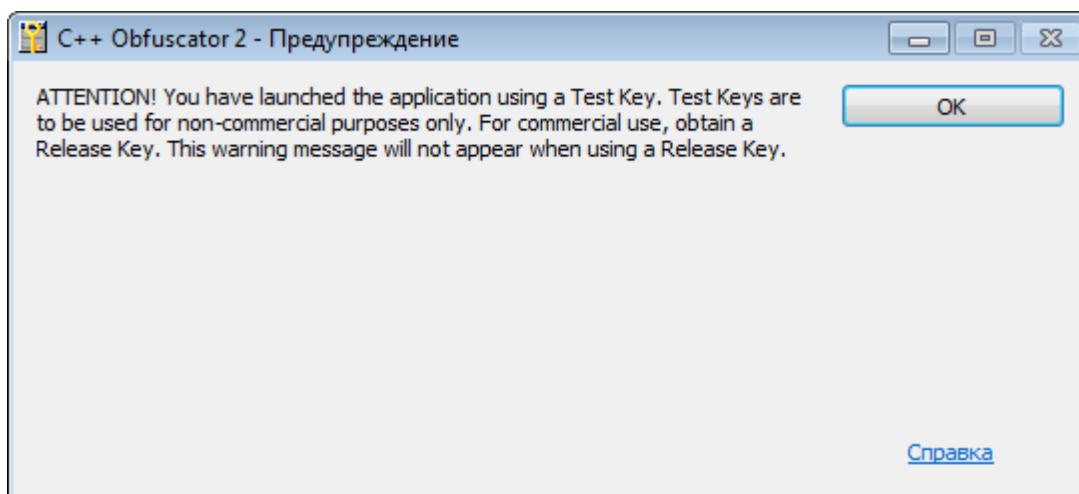 C++ Obfuscator 2 - Предупреждение
ATTENTION! You have launched the application using a Test Key. Test Keys are
to be used for non-commercial purposes only. For commercial use, obtain a
Release Key. This warning message will not appear when using a Release Key.
OK
Справка